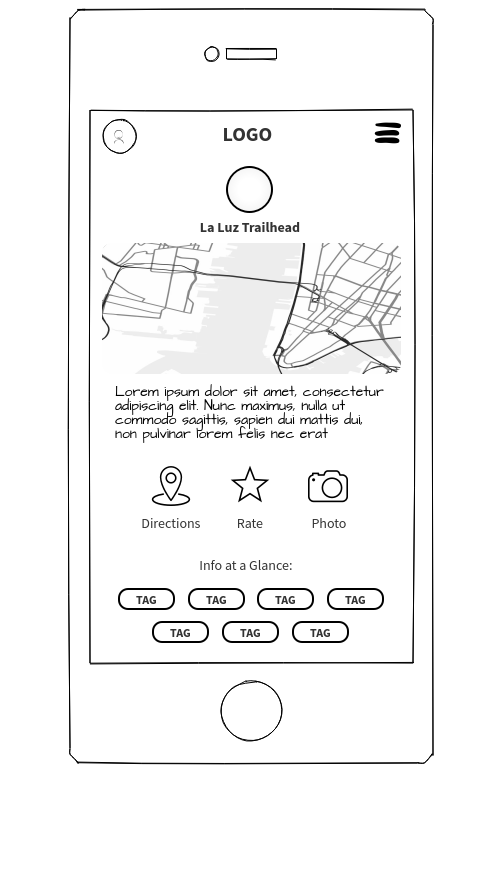 LOGO
La Luz Trailhead
Lorem ipsum dolor sit amet, consectetur
adipiscing elit. Nunc maximus, nulla ut
commodo sagittis, sapien dui mattis dui,
non pulvinar lorem felis nec erat
Directions Rate Photo
Info at a Glance:
TAG TAG TAG TAG
TAG TAG TAG